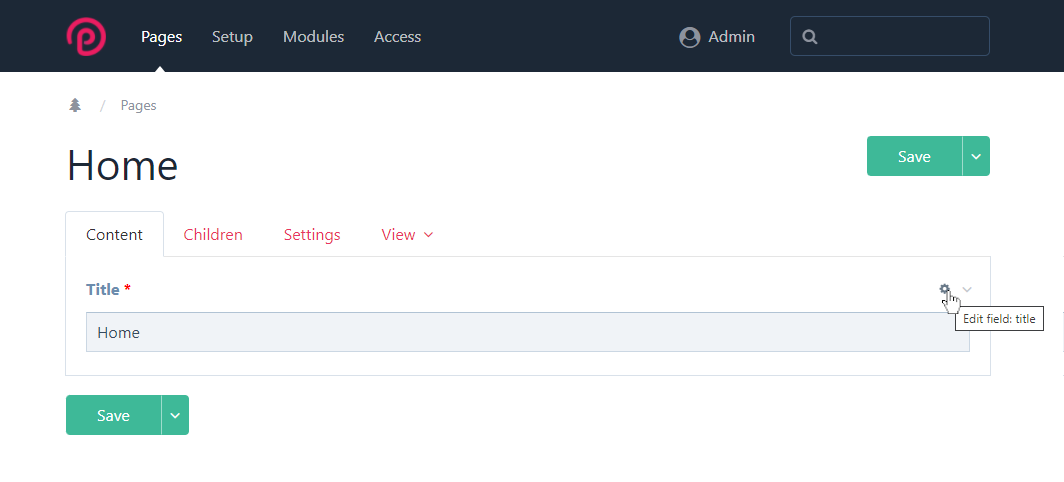 Pages Setup Modules Access Admin
/ Pages
Home
Save
Content Children Settings View
Title *
Edit field: title
Home
Save